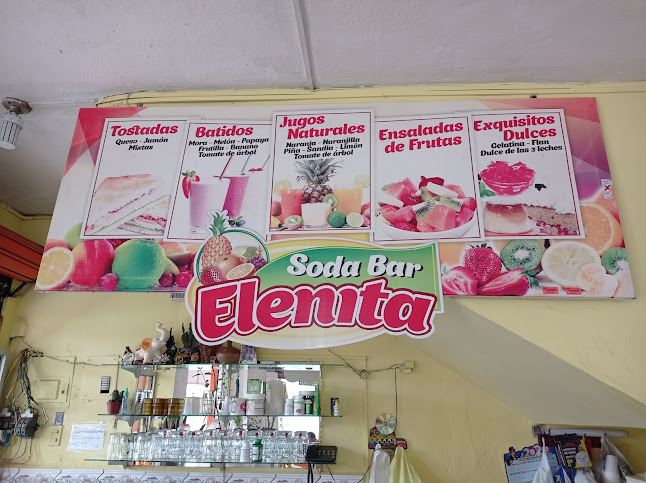 Tostadas
Queso - Jamón
Mixtas
Batidos
Mora - Melón - Papaya
Frutilla - Banano
Tomate de árbol
Jugos
Naturales
Naranja - Naranjilla
Piña - Sandia - Limón
Tomate de árbol
Ensaladas
de Frutas
Exquisitos
Dulces
Gelatina - Flan
Dulce de las 3 leches
Soda Bar
Elenita